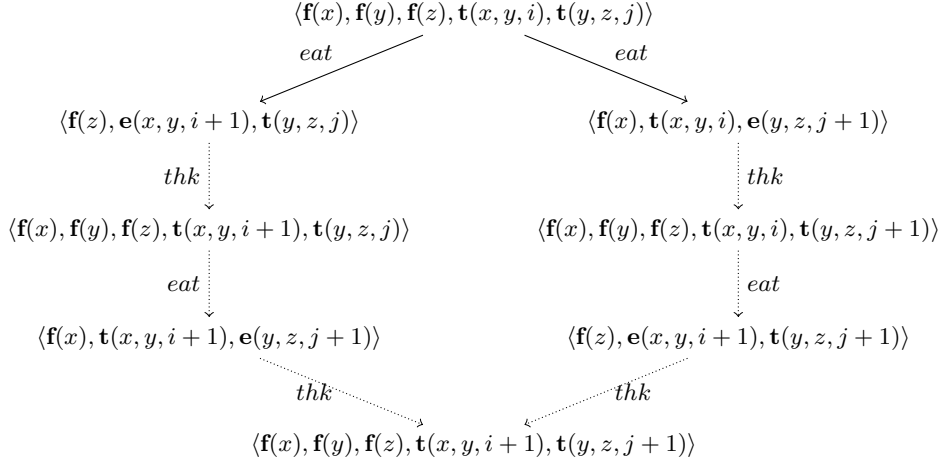 ⟨f(x), f(y), f(z), t(x, y, i), t(y, z, j)⟩
eat eat
⟨f(z), e(x, y, i + 1), t(y, z, j)⟩ ⟨f(x), t(x, y, i), e(y, z, j + 1)⟩
thk thk
⟨f(x), f(y), f(z), t(x, y, i + 1), t(y, z, j)⟩ ⟨f(x), f(y), f(z), t(x, y, i), t(y, z, j + 1)⟩
eat eat
⟨f(x), t(x, y, i + 1), e(y, z, j + 1)⟩ ⟨f(z), e(x, y, i + 1), t(y, z, j + 1)⟩
thk thk
⟨f(x), f(y), f(z), t(x, y, i + 1), t(y, z, j + 1)⟩